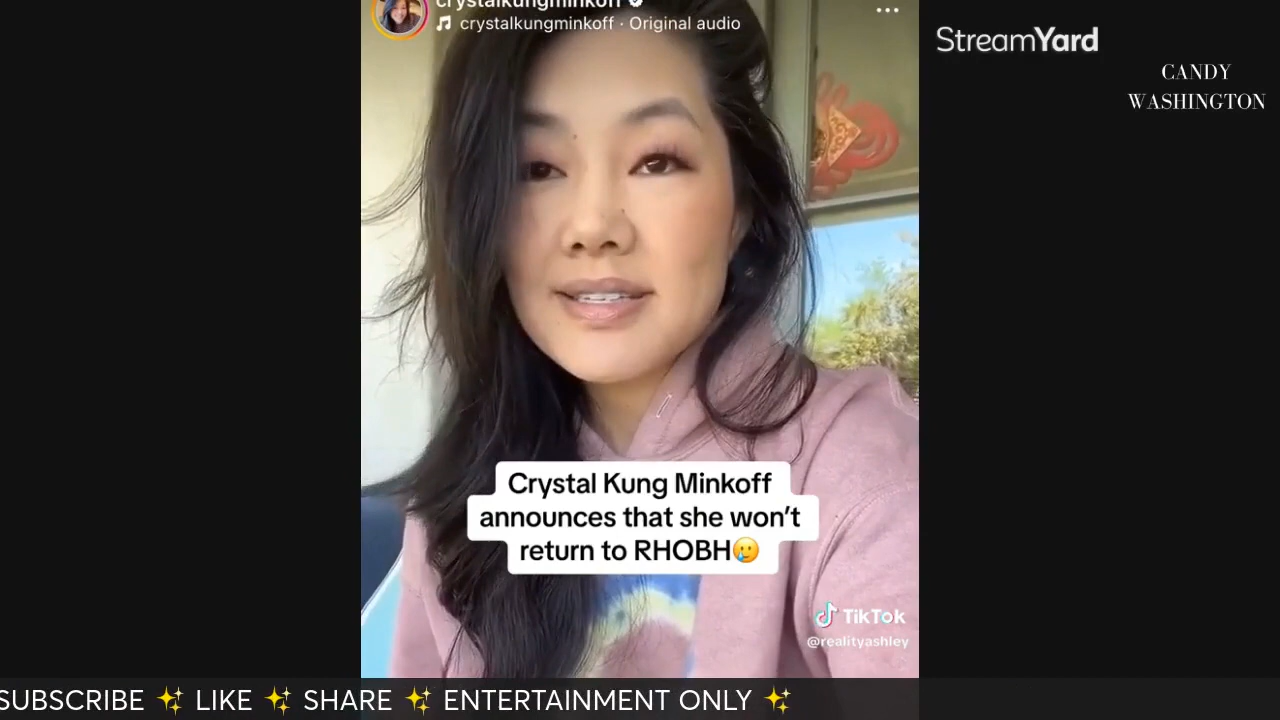 crystalkungminkoff
crystalkungminkoff · Original audio
StreamYard
CANDY
WASHINGTON
Crystal Kung Minkoff
announces that she won't
return to RHOBH🥲
TikTok
@realityashley
SUBSCRIBE ✨ LIKE ✨ SHARE ✨ ENTERTAINMENT ONLY ✨